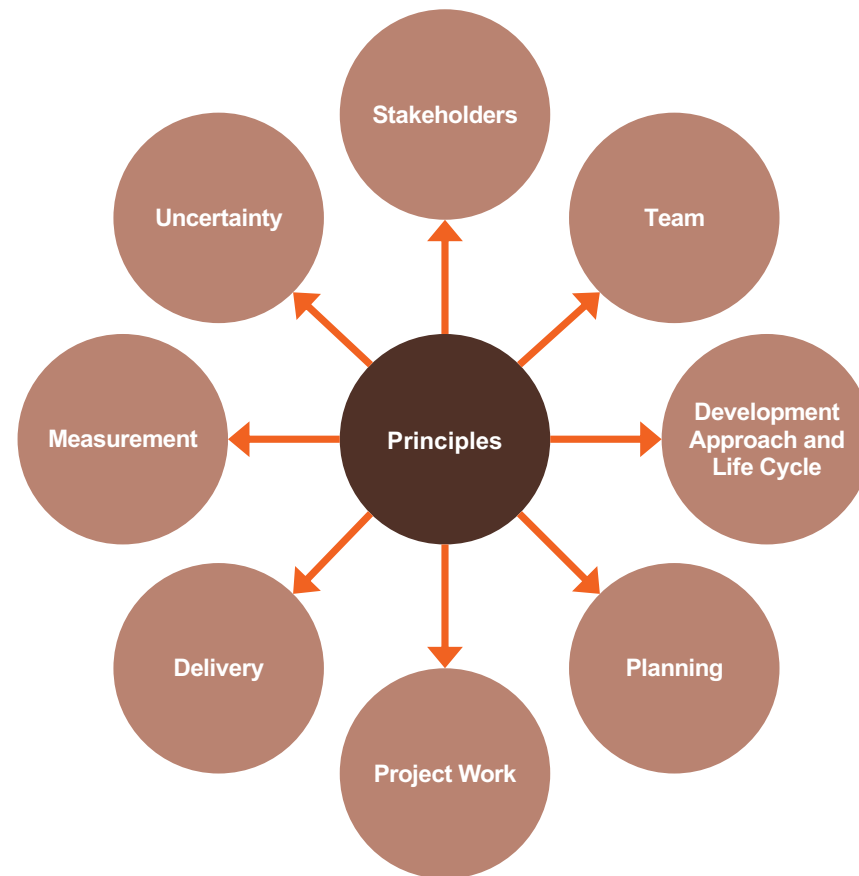 Stakeholders
Uncertainty
Team
Measurement
Principles
Development
Approach and
Life Cycle
Delivery
Planning
Project Work